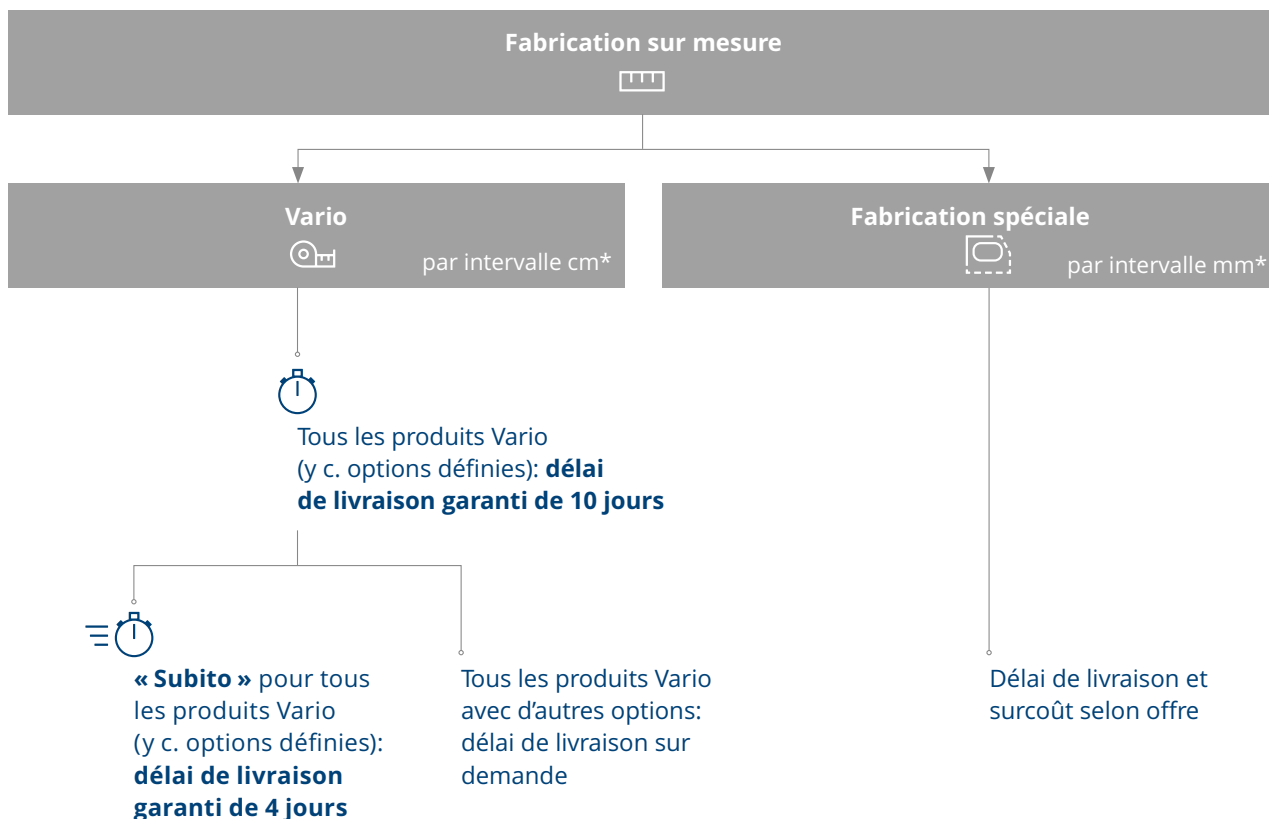 Fabrication sur mesure
Vario
par intervalle cm*
Fabrication spéciale
par intervalle mm*
Tous les produits Vario
(y c. options définies): délai
de livraison garanti de 10 jours
« Subito » pour tous
les produits Vario
(y c. options définies):
délai de livraison
garanti de 4 jours
Tous les produits Vario
avec d’autres options:
délai de livraison sur
demande
Délai de livraison et
surcoût selon offre